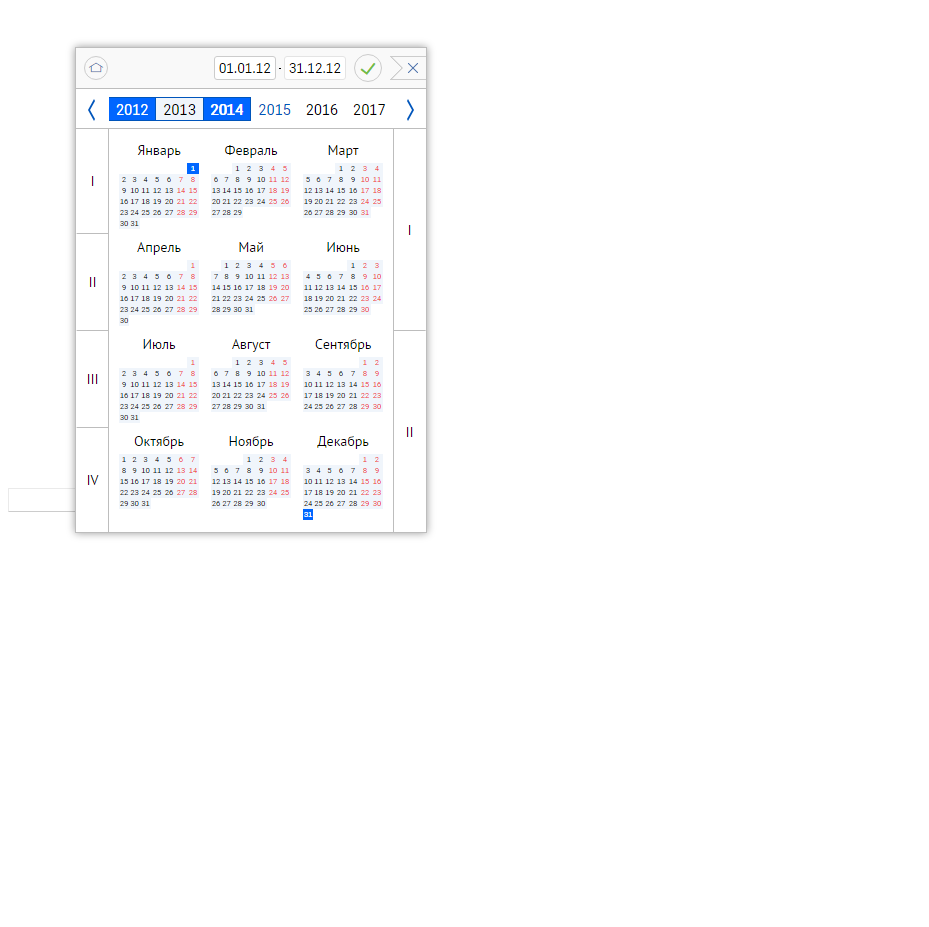 01.01.12 - 31.12.12
2012 2013 2014 2015 2016 2017
Январь Февраль Март
1 1 2 3 4 5 1 2 3 4
2 3 4 5 6 7 8 6 7 8 9 10 11 12 5 6 7 8 9 10 11
9 10 11 12 13 14 15 13 14 15 16 17 18 19 12 13 14 15 16 17 18
I
16 17 18 19 20 21 22 20 21 22 23 24 25 26 19 20 21 22 23 24 25
23 24 25 26 27 28 29 27 28 29 26 27 28 29 30 31
30 31
I
Апрель Май Июнь
1 1 2 3 4 5 6 1 2 3
2 3 4 5 6 7 8 7 8 9 10 11 12 13 4 5 6 7 8 9 10
II
9 10 11 12 13 14 15 14 15 16 17 18 19 20 11 12 13 14 15 16 17
16 17 18 19 20 21 22 21 22 23 24 25 26 27 18 19 20 21 22 23 24
23 24 25 26 27 28 29 28 29 30 31 25 26 27 28 29 30
30
Июль Август Сентябрь
1 1 2 3 4 5 1 2
2 3 4 5 6 7 8 6 7 8 9 10 11 12 3 4 5 6 7 8 9
III
9 10 11 12 13 14 15 13 14 15 16 17 18 19 10 11 12 13 14 15 16
16 17 18 19 20 21 22 20 21 22 23 24 25 26 17 18 19 20 21 22 23
23 24 25 26 27 28 29 27 28 29 30 31 24 25 26 27 28 29 30
30 31
II
Октябрь Ноябрь Декабрь
1 2 3 4 5 6 7 1 2 3 4 1 2
8 9 10 11 12 13 14 5 6 7 8 9 10 11 3 4 5 6 7 8 9
IV
15 16 17 18 19 20 21 12 13 14 15 16 17 18 10 11 12 13 14 15 16
22 23 24 25 26 27 28 19 20 21 22 23 24 25 17 18 19 20 21 22 23
29 30 31 26 27 28 29 30 24 25 26 27 28 29 30
31